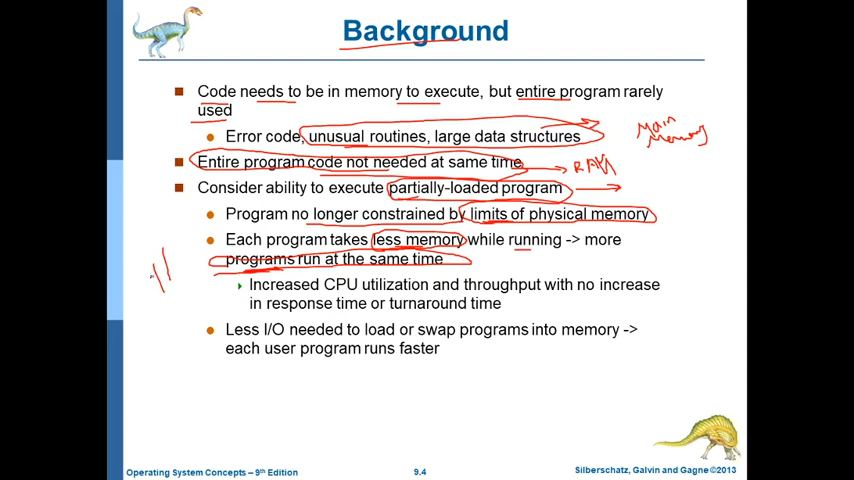 Background
Code needs to be in memory to execute, but entire program rarely
used
Error code, unusual routines, large data structures
Main
Memory
Entire program code not needed at same time
RAM
Consider ability to execute partially-loaded program
Program no longer constrained by limits of physical memory
Each program takes less memory while running -> more
programs run at the same time
Increased CPU utilization and throughput with no increase
in response time or turnaround time
Less I/O needed to load or swap programs into memory ->
each user program runs faster
Operating System Concepts – 9th Edition
9.4
Silberschatz, Galvin and Gagne ©2013